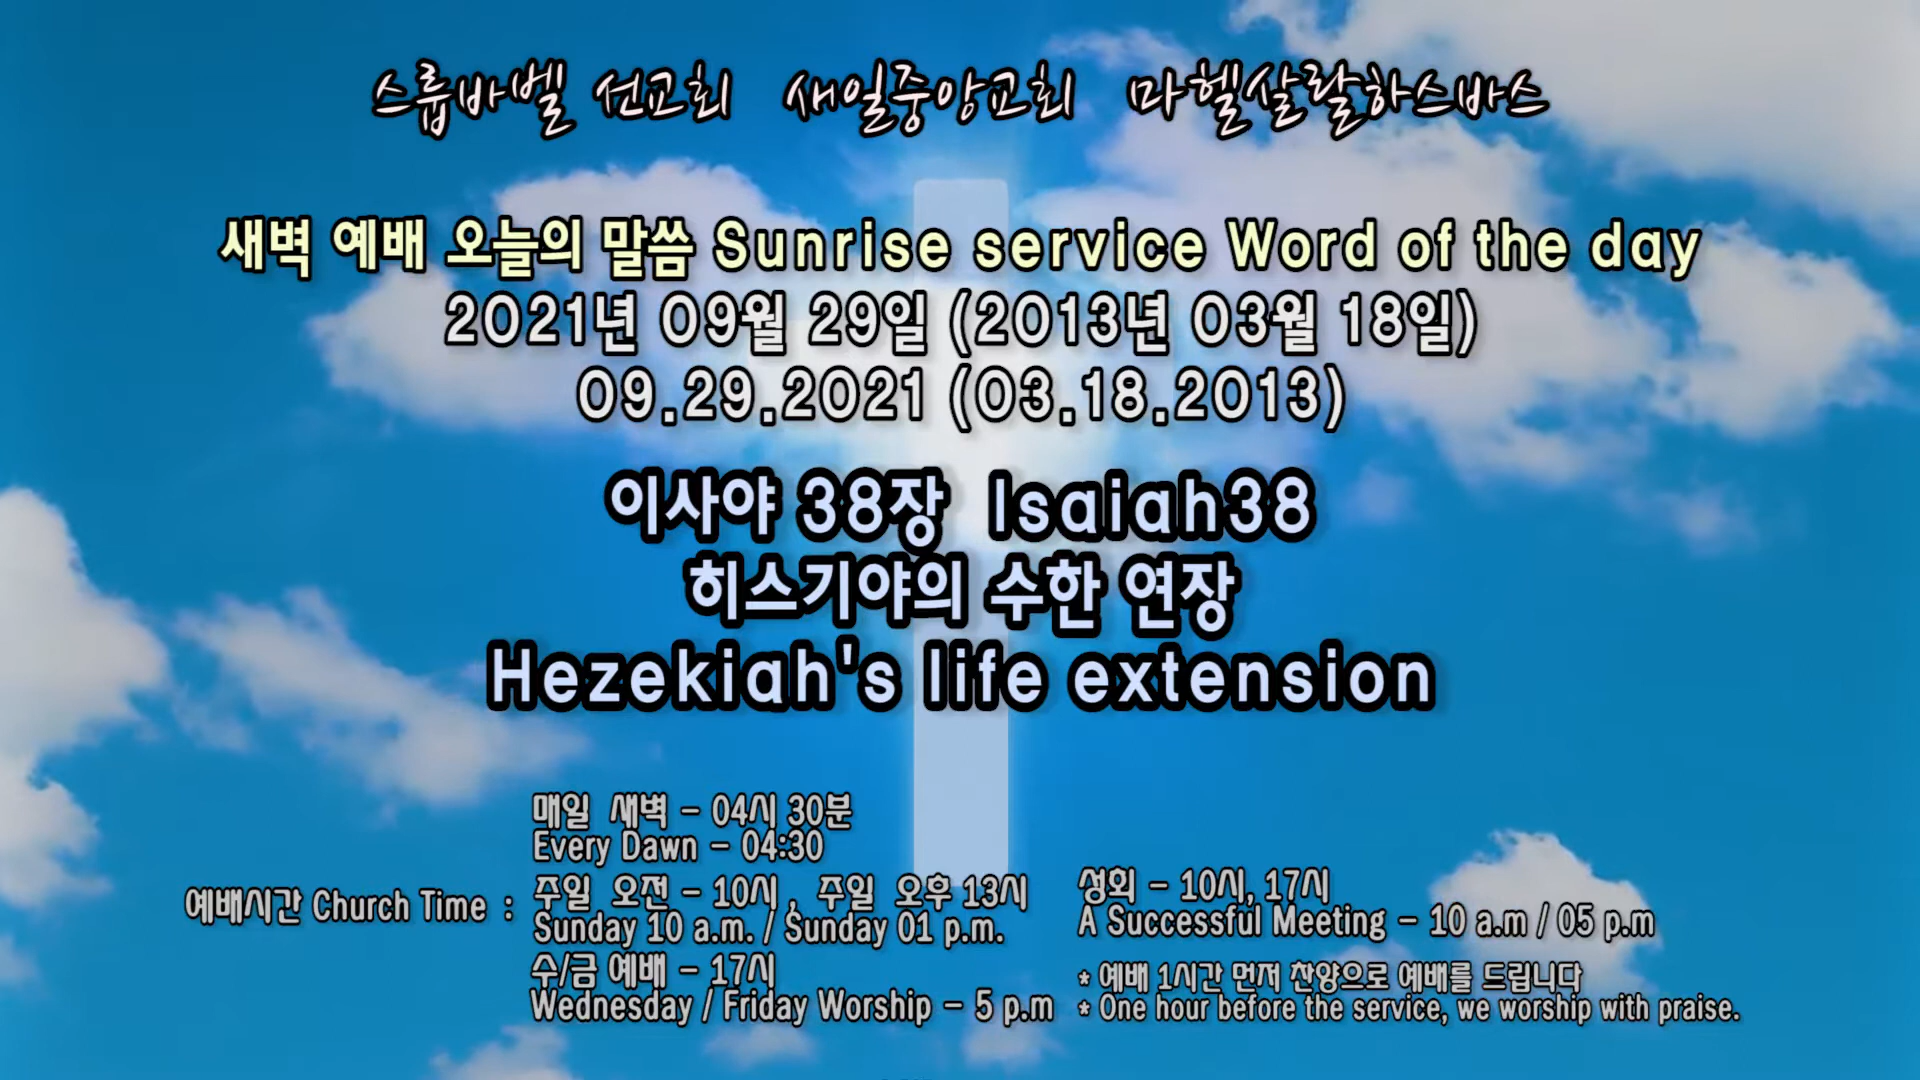 스룹바벨 선교회 새일중앙교회 마헬살랄하스바스
새벽 예배 오늘의 말씀 Sunrise service Word of the day
2021년 09월 29일 (2013년 03월 18일)
09.29.2021 (03.18.2013)
이사야 38장 Isaiah38
히스기야의 수한 연장
Hezekiah's life extension
예배시간 Church Time :
매일 새벽 - 04시 30분
Every Dawn - 04:30
주일 오전 - 10시 , 주일 오후 13시
Sunday 10 a.m. / Sunday 01 p.m.
수/금 예배 - 17시
Wednesday / Friday Worship - 5 p.m
성회 - 10시, 17시
A Successful Meeting - 10 a.m / 05 p.m
* 예배 1시간 먼저 찬양으로 예배를 드립니다
* One hour before the service, we worship with praise.